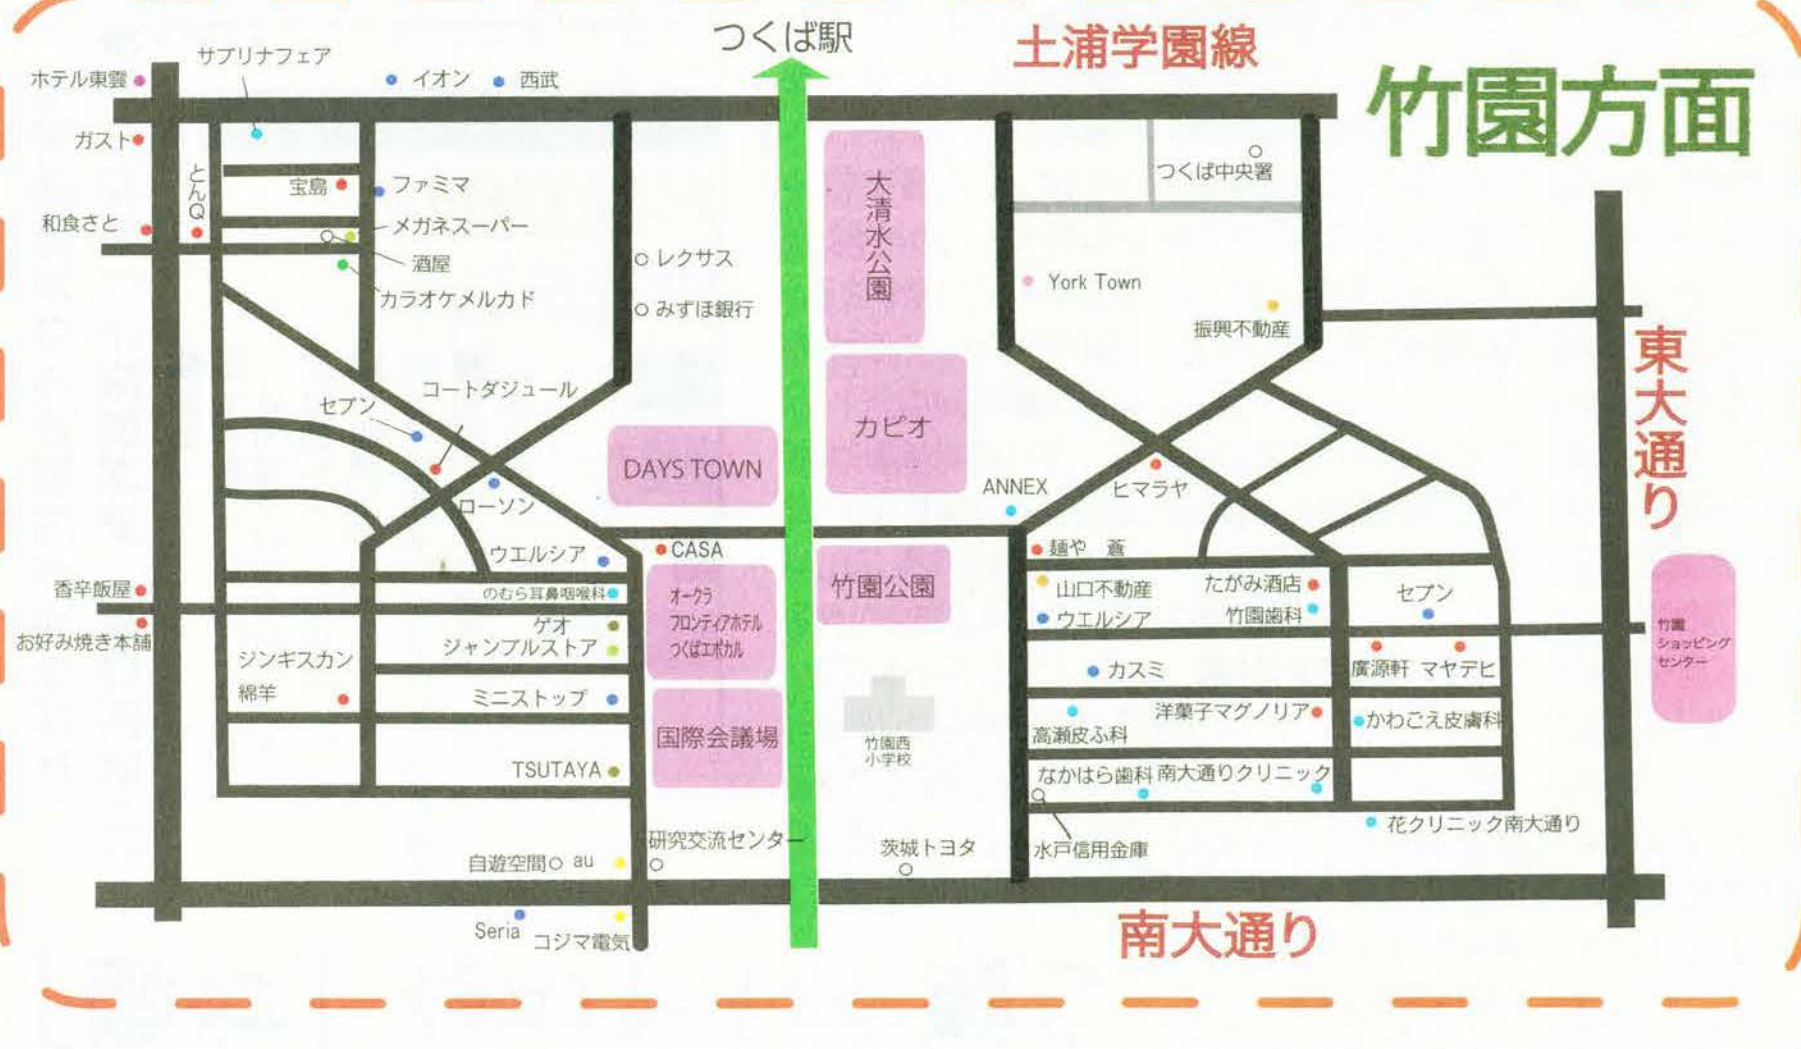 つくば駅
土浦学園線
竹園方面
サブリナフェア
ホテル東雲
イオン
西武
ガスト
とんQ
宝島
ファミマ
つくば中央署
大清水公園
和食さと
メガネスーパー
酒屋
カラオケメルカド
レクサス
みずほ銀行
York Town
振興不動産
東大通り
コートダジュール
セブン
カピオ
DAYS TOWN
ANNEX
ヒマラヤ
ローソン
ウエルシア
CASA
麺や 蒼
香辛飯屋
のむら耳鼻咽喉科
オークラ
フロンティアホテル
つくばエポカル
竹園公園
山口不動産
たがみ酒店
セブン
ウエルシア
竹園歯科
お好み焼き本舗
ゲオ
ジャンプルストア
竹園
ショッピング
センター
ジンギスカン
綿羊
カスミ
廣源軒
マヤデヒ
ミニストップ
国際会議場
竹園西
小学校
高瀬皮ふ科
洋菓子マグノリア
かわこえ皮膚科
TSUTAYA
なかはら歯科
南大通りクリニック
花クリニック南大通り
研究交流センター
自遊空間
au
茨城トヨタ
水戸信用金庫
Seria
コジマ電気
南大通り